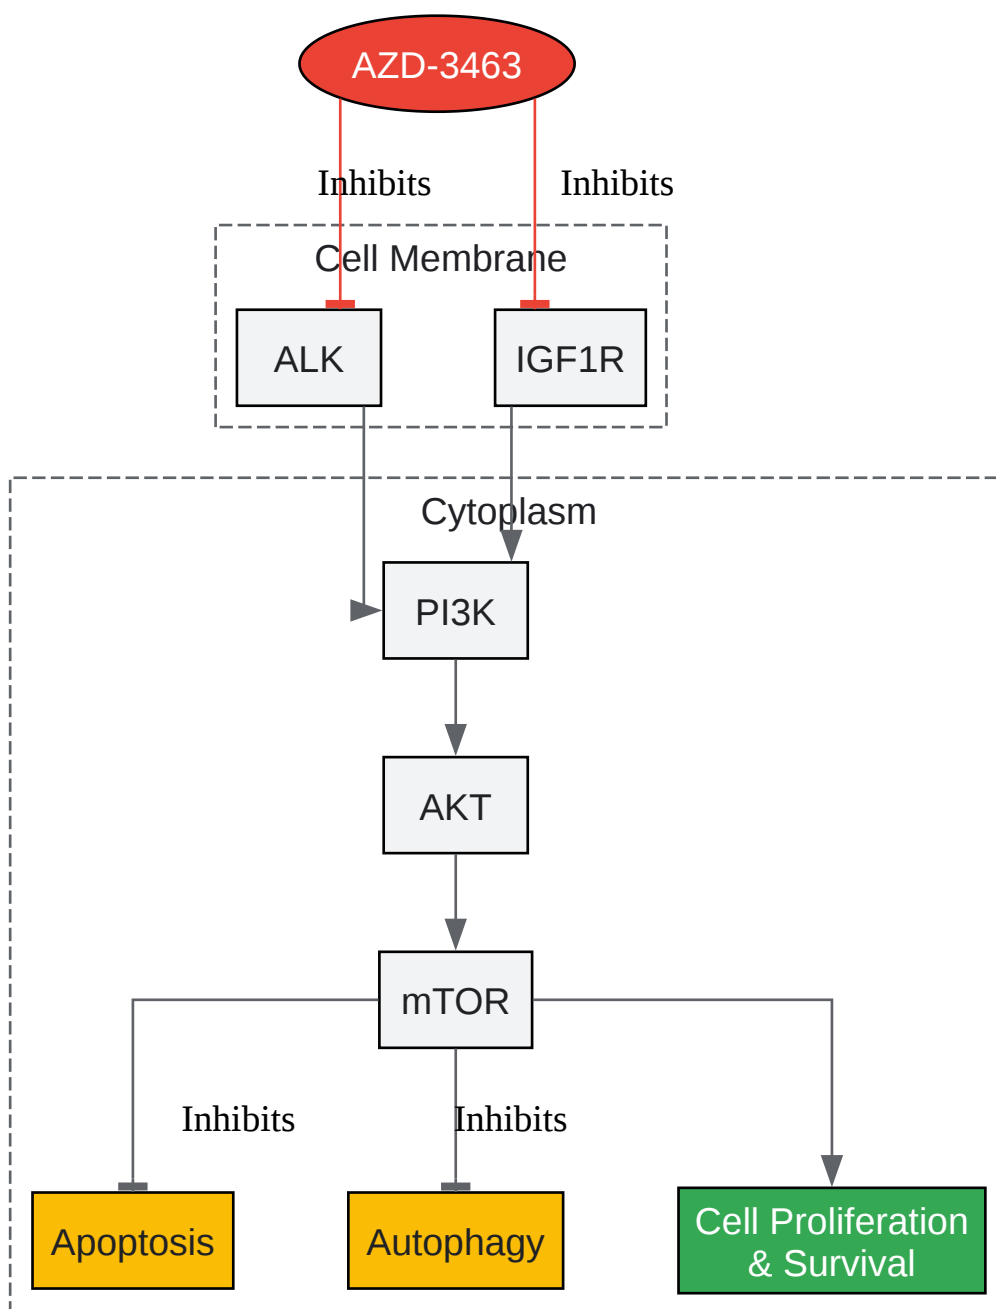 AZD-3463
Inhibits
Inhibits
Cell Membrane
ALK
IGF1R
Cytoplasm
PI3K
AKT
mTOR
Inhibits
Inhibits
Apoptosis
Autophagy
Cell Proliferation
& Survival